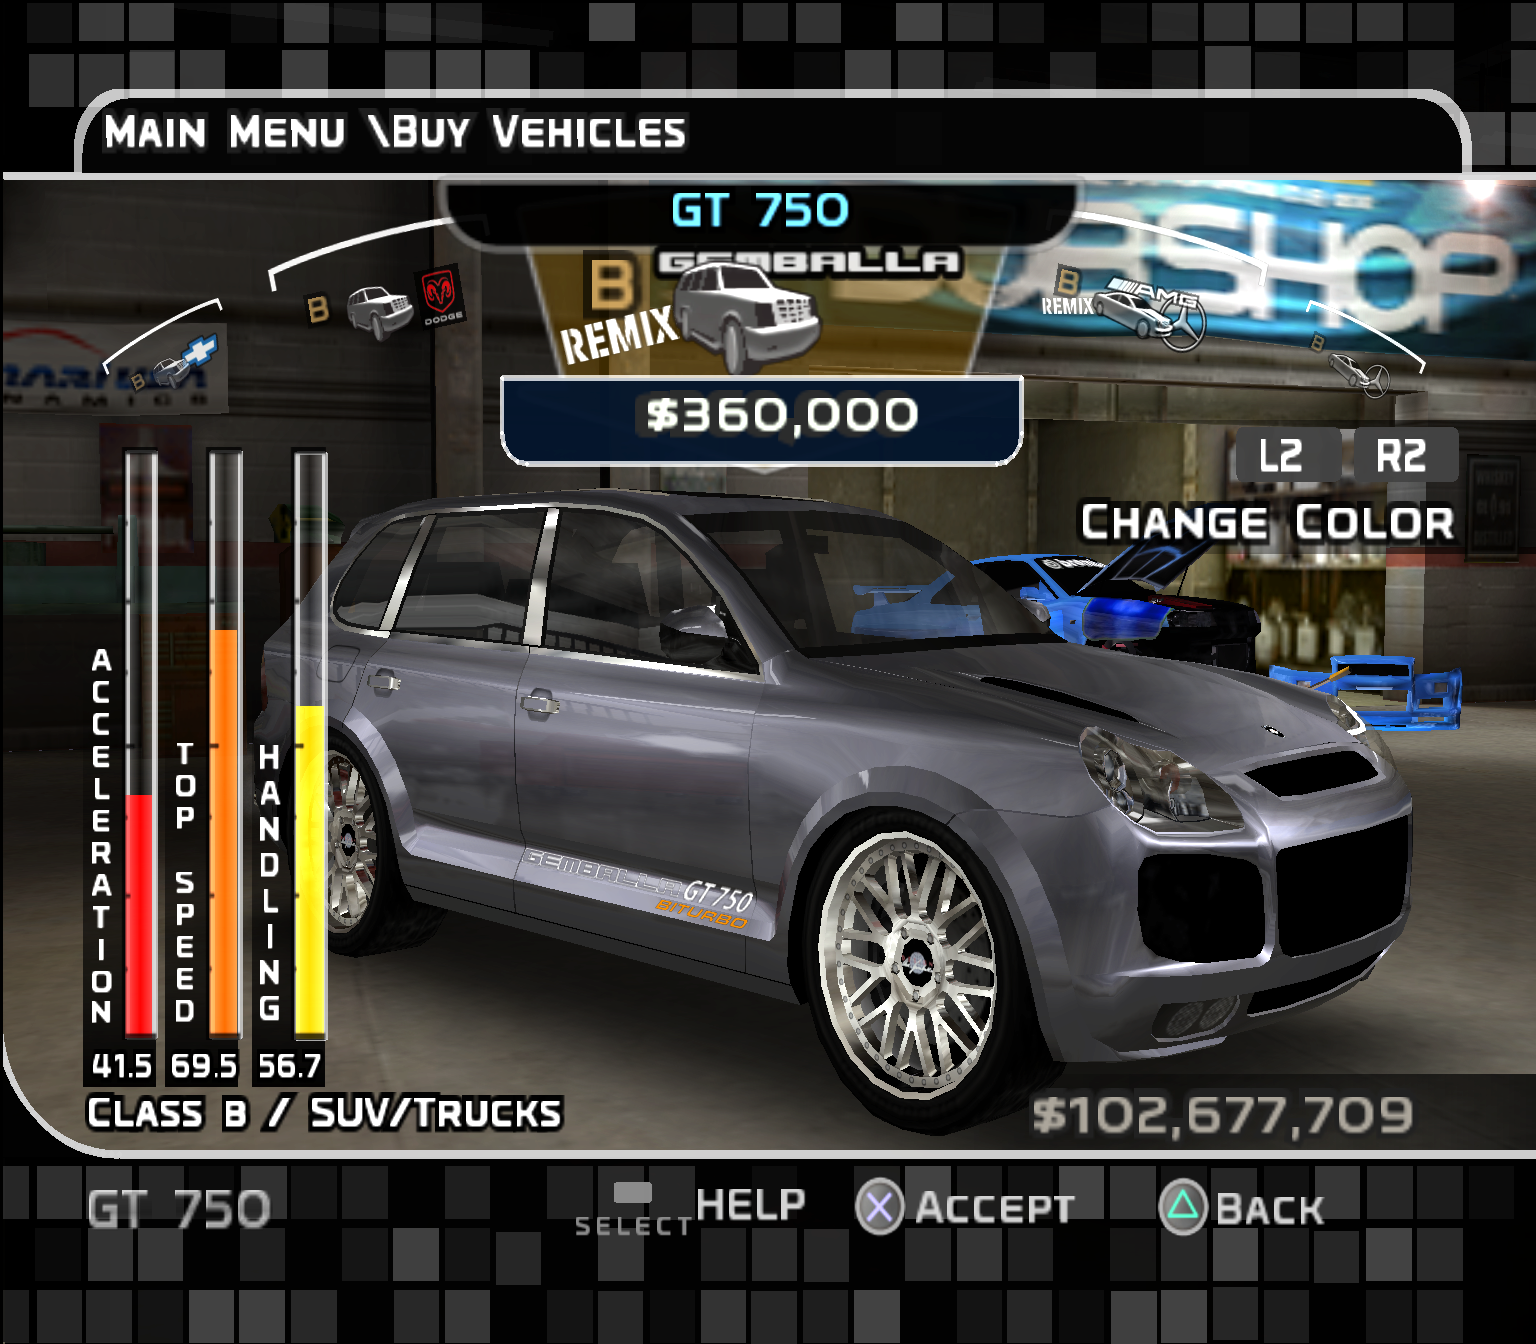 MAIN MENU \BUY VEHICLES
GT 750
B
GEMBALLA
REMIX
B
DODGE
B
REMIX
AMG
B
B
$360,000
L2 R2
CHANGE COLOR
ACCELERATION
TOP SPEED
HANDLING
GEMBALLA GT 750
BITURBO
41.5 69.5 56.7
CLASS B / SUV/TRUCKS
$102,677,709
GT 750
SELECT HELP
ACCEPT
BACK